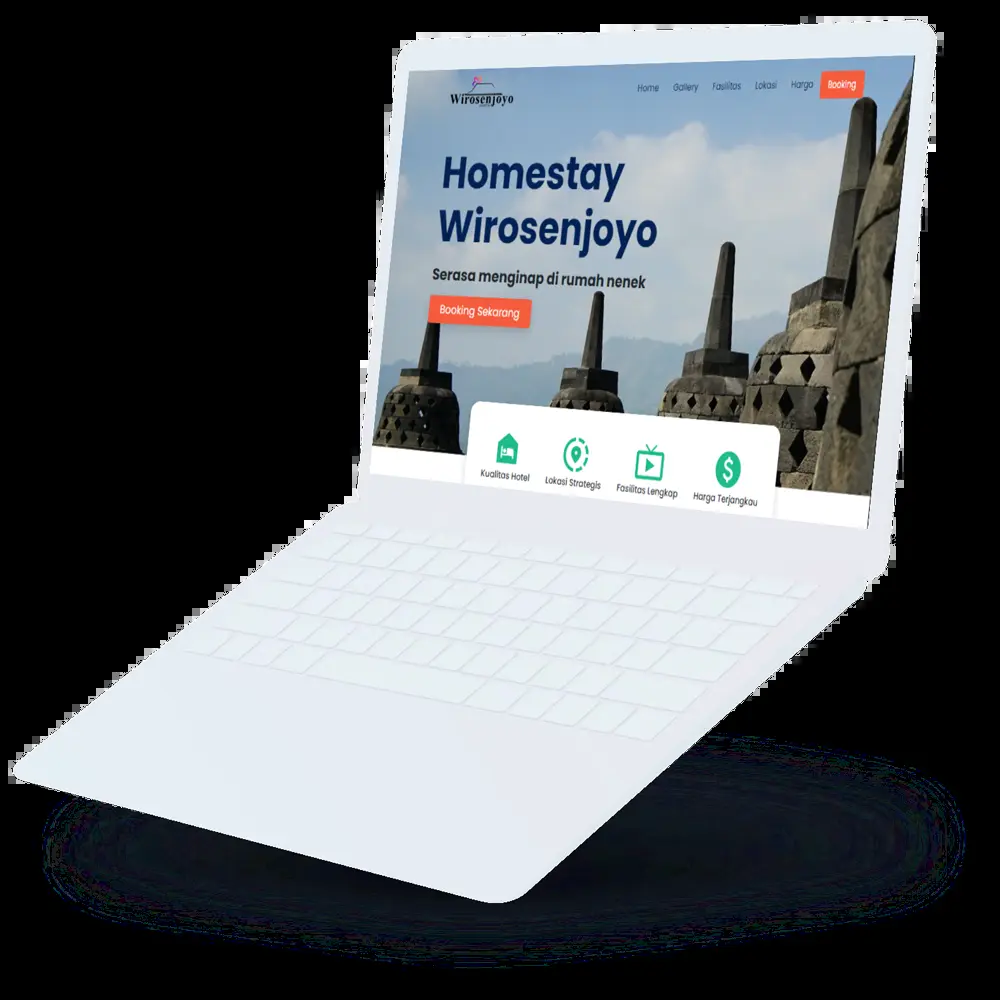 Wirosenjoyo
Home Gallery Fasilitas Lokasi Harga Booking
Homestay
Wirosenjoyo
Serasa menginap di rumah nenek
Booking Sekarang
Kualitas Hotel
Lokasi Strategis
Fasilitas Lengkap
Harga Terjangkau